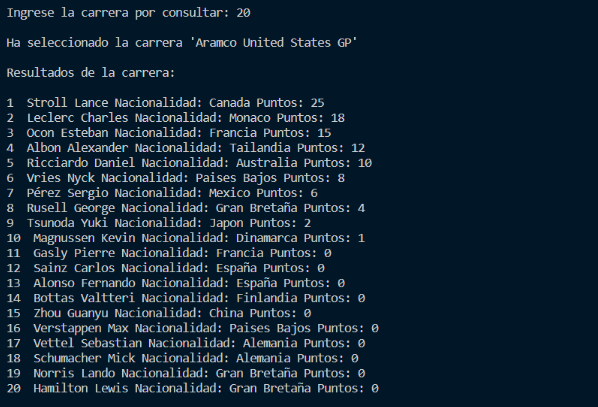 Ingrese la carrera por consultar: 20
Ha seleccionado la carrera 'Aramco United States GP'
Resultados de la carrera:
1 Stroll Lance Nacionalidad: Canada Puntos: 25
2 Leclerc Charles Nacionalidad: Monaco Puntos: 18
3 Ocon Esteban Nacionalidad: Francia Puntos: 15
4 Albon Alexander Nacionalidad: Tailandia Puntos: 12
5 Ricciardo Daniel Nacionalidad: Australia Puntos: 10
6 Vries Nyck Nacionalidad: Paises Bajos Puntos: 8
7 Pérez Sergio Nacionalidad: Mexico Puntos: 6
8 Rusell George Nacionalidad: Gran Bretaña Puntos: 4
9 Tsunoda Yuki Nacionalidad: Japon Puntos: 2
10 Magnussen Kevin Nacionalidad: Dinamarca Puntos: 1
11 Gasly Pierre Nacionalidad: Francia Puntos: 0
12 Sainz Carlos Nacionalidad: España Puntos: 0
13 Alonso Fernando Nacionalidad: España Puntos: 0
14 Bottas Valtteri Nacionalidad: Finlandia Puntos: 0
15 Zhou Guanyu Nacionalidad: China Puntos: 0
16 Verstappen Max Nacionalidad: Paises Bajos Puntos: 0
17 Vettel Sebastian Nacionalidad: Alemania Puntos: 0
18 Schumacher Mick Nacionalidad: Alemania Puntos: 0
19 Norris Lando Nacionalidad: Gran Bretaña Puntos: 0
20 Hamilton Lewis Nacionalidad: Gran Bretaña Puntos: 0